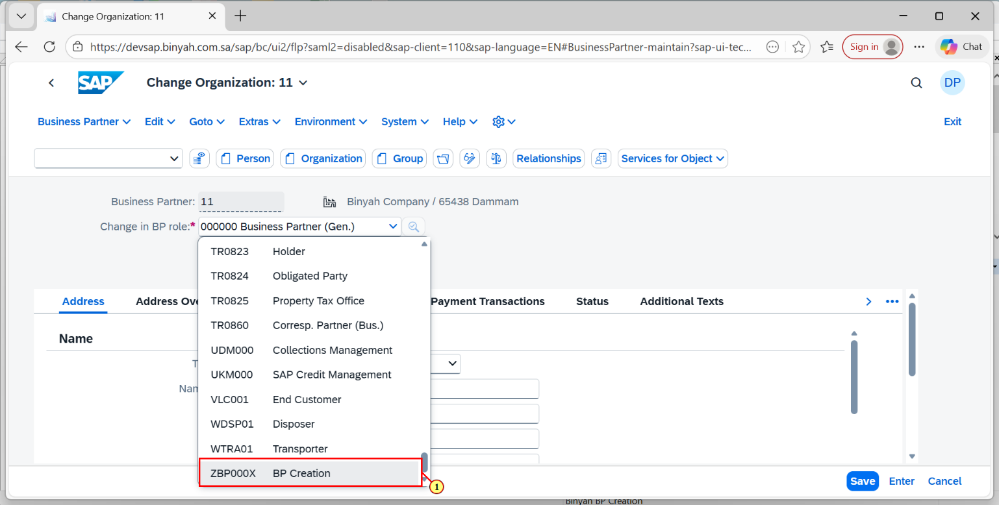 Change Organization: 11
https://devsap.binyah.com.sa/sap/bc/ui2/flp?saml2=disabled&sap-client=110&sap-language=EN#BusinessPartner-maintain?sap-ui-tec...
Sign in
Chat
SAP
Change Organization: 11
DP
Business Partner
Edit
Goto
Extras
Environment
System
Help
Exit
Person
Organization
Group
Relationships
Services for Object
Business Partner: 11
Binyah Company / 65438 Dammam
Change in BP role:* 000000 Business Partner (Gen.)
TR0823 Holder
TR0824 Obligated Party
TR0825 Property Tax Office
TR0860 Corresp. Partner (Bus.)
UDM000 Collections Management
UKM000 SAP Credit Management
VLC001 End Customer
WDSP01 Disposer
WTRA01 Transporter
ZBP000X BP Creation
1
Address
Address Ove
Payment Transactions
Status
Additional Texts
Name
T
Nam
Save
Enter
Cancel
Binyah BP Creation